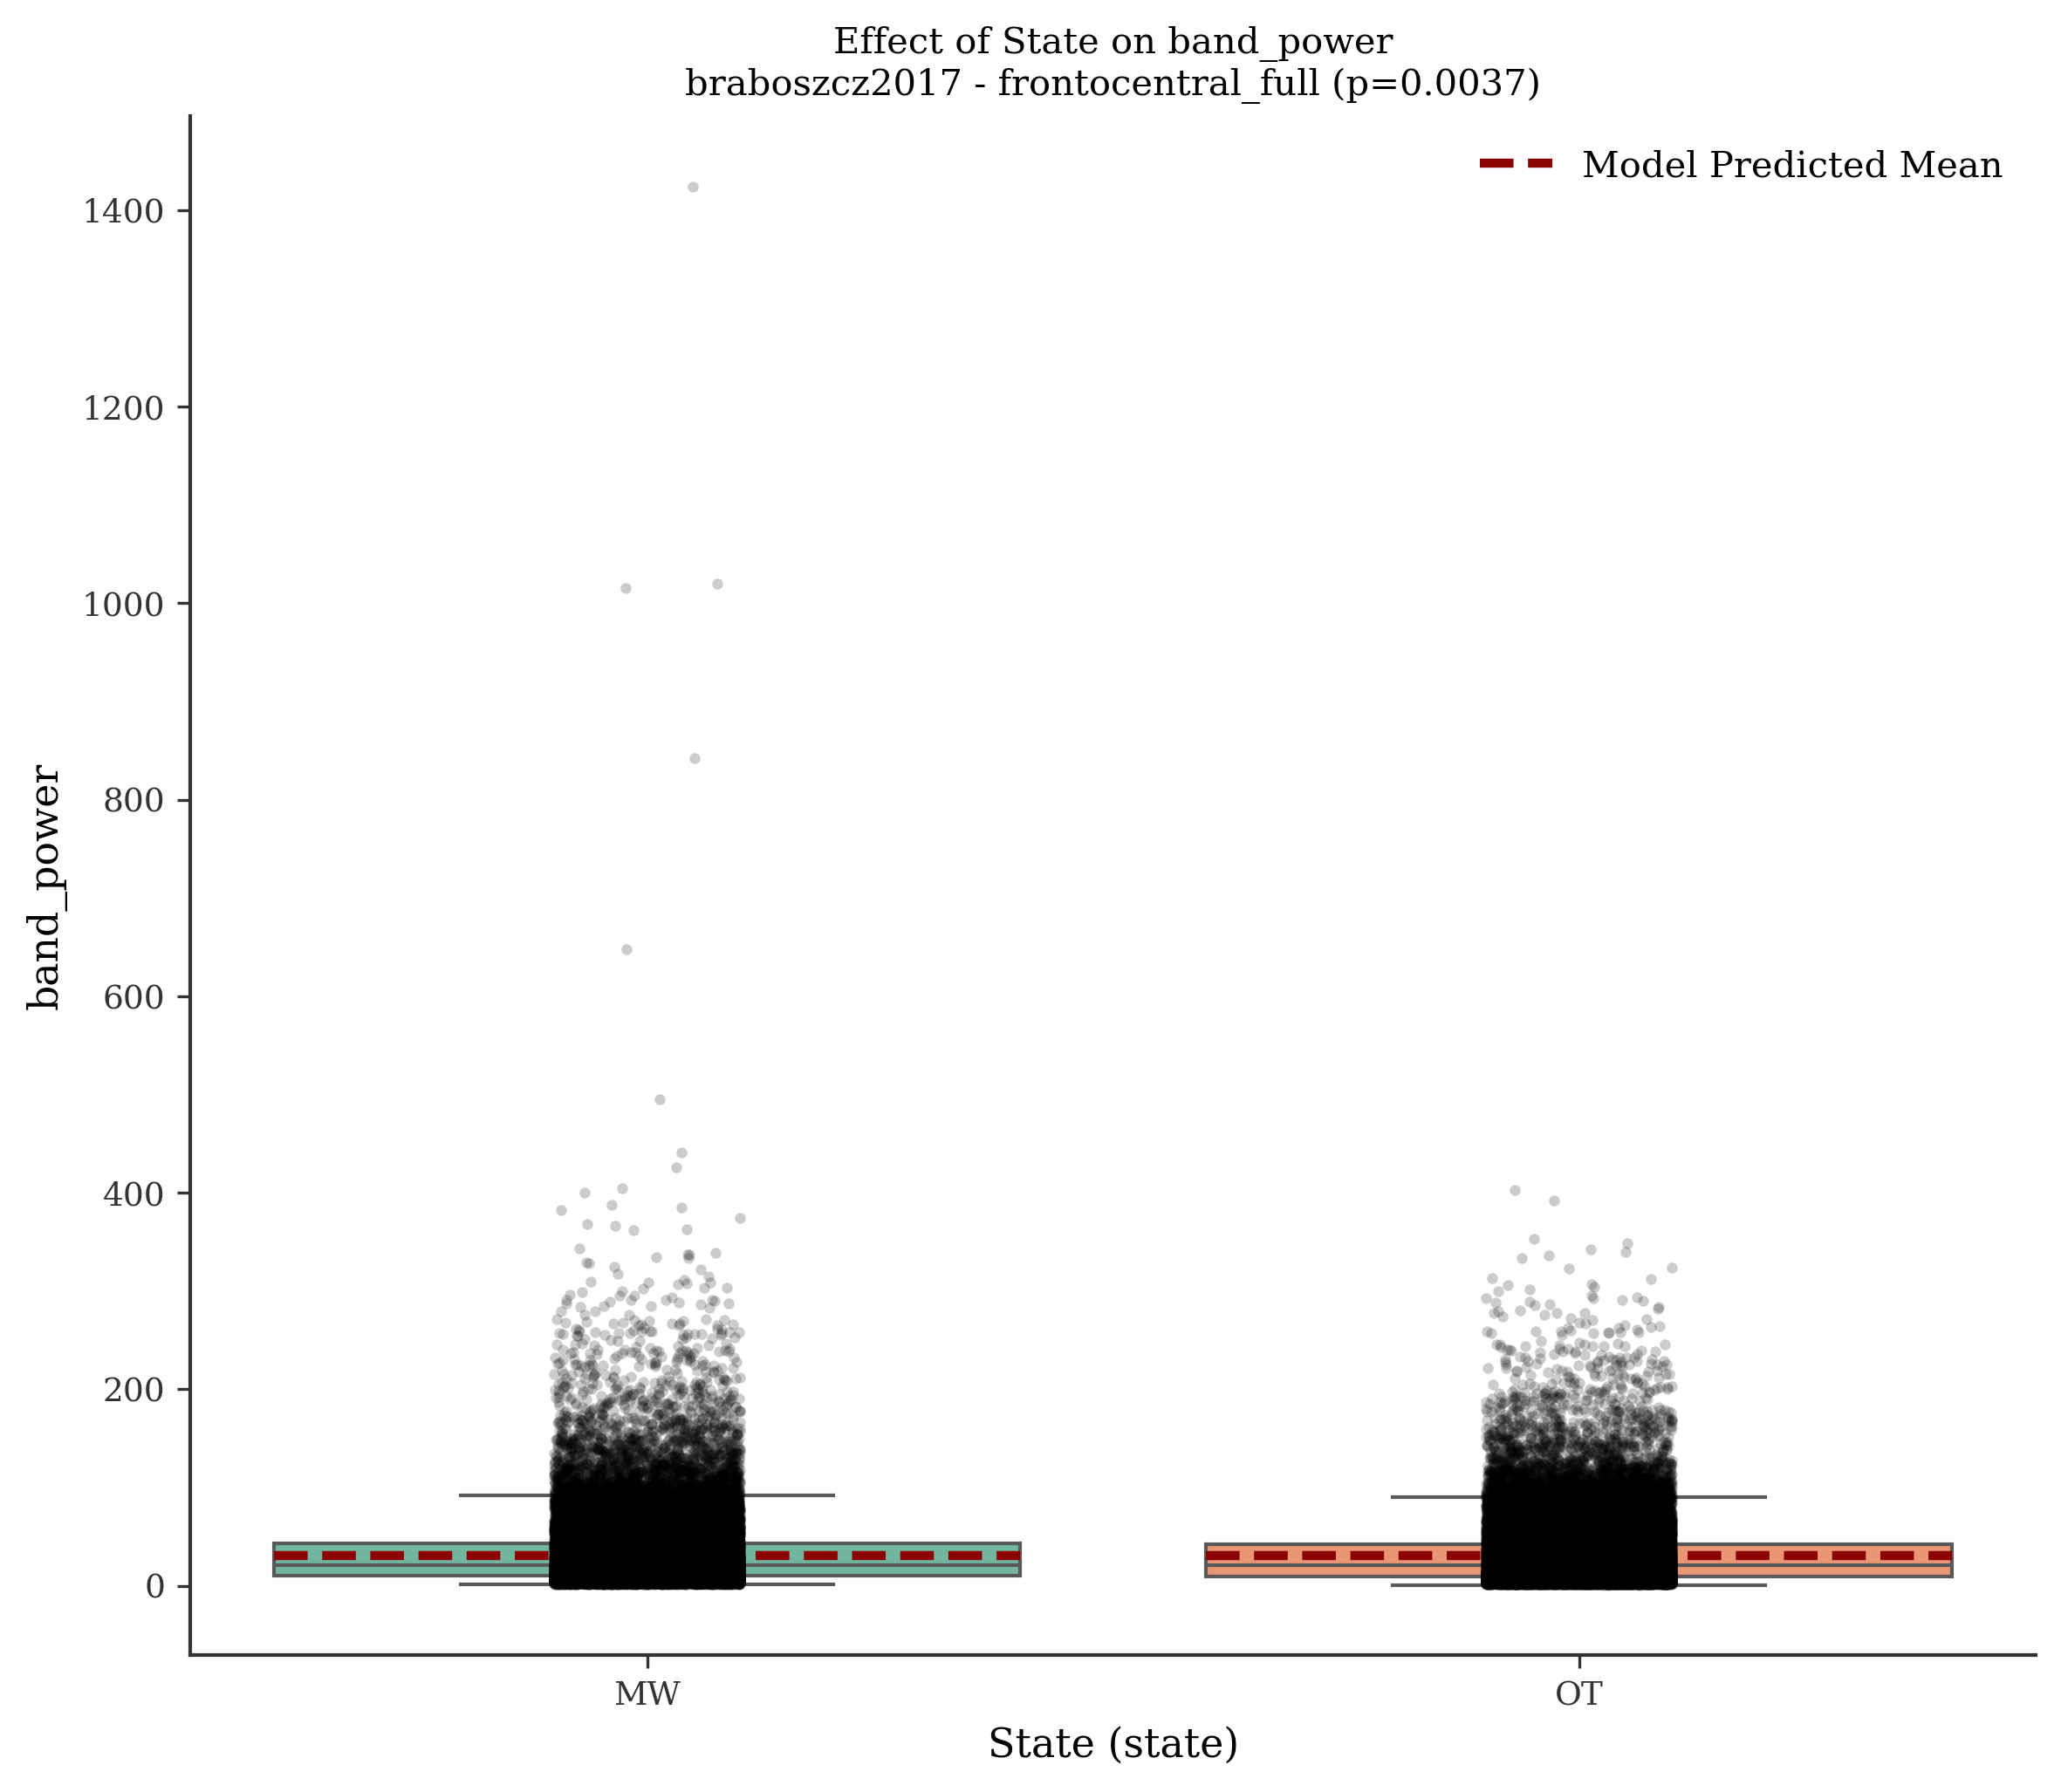 Effect of State on band_power
braboszcz2017 - frontocentral_full (p=0.0037)
Model Predicted Mean
1400
1200
1000
800
600
400
200
0
band_power
MW
OT
State (state)